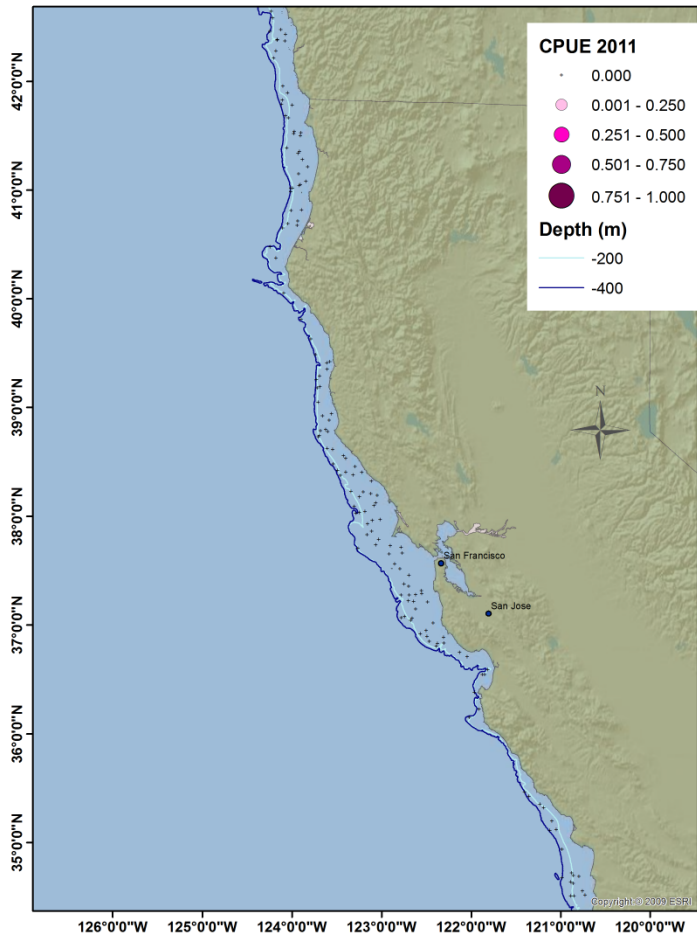 CPUE 2011
0.000
0.001 - 0.250
0.251 - 0.500
0.501 - 0.750
0.751 - 1.000
Depth (m)
-200
-400
N
42°0'0"N
41°0'0"N
40°0'0"N
39°0'0"N
38°0'0"N
37°0'0"N
36°0'0"N
35°0'0"N
San Francisco
San Jose
Copyright © 2009 ESRI
126°0'0"W 125°0'0"W 124°0'0"W 123°0'0"W 122°0'0"W 121°0'0"W 120°0'0"W